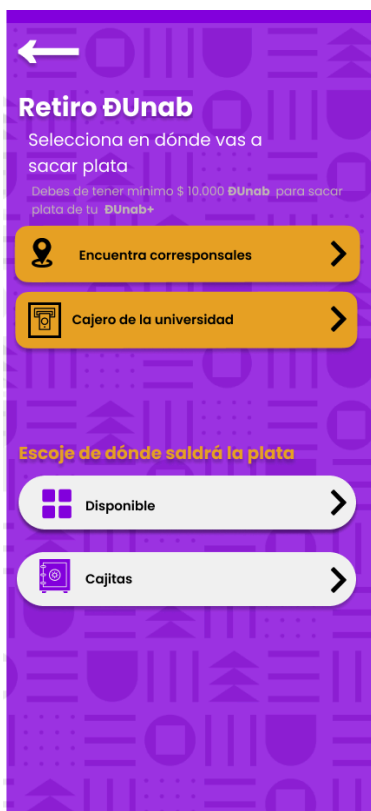 Retiro ĐUnab
Selecciona en dónde vas a
sacar plata
Debes de tener minimo $ 10.000 ĐUnab para sacar
plata de tu ĐUnab+
Encuentra corresponsales
Cajero de la universidad
Escoje de dónde saldrá la plata
Disponible
Cajitas